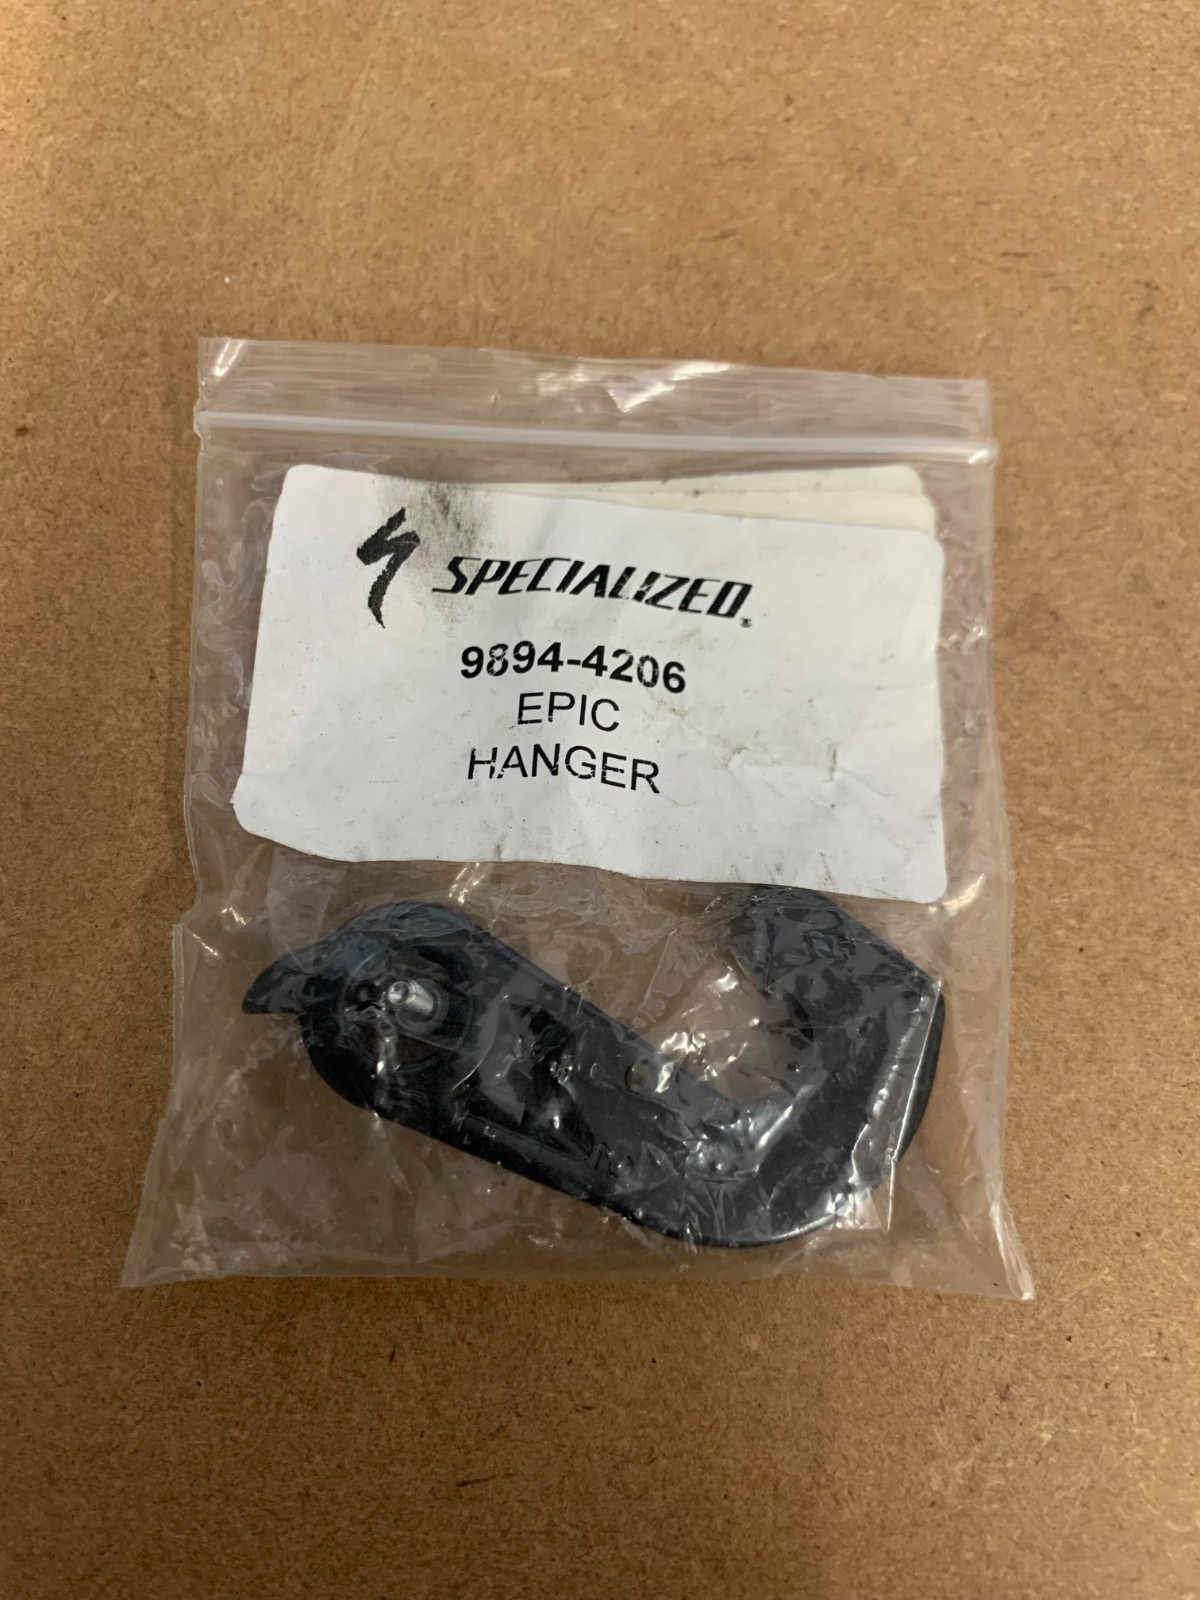 SPECIALIZED®
9894-4206
EPIC
HANGER